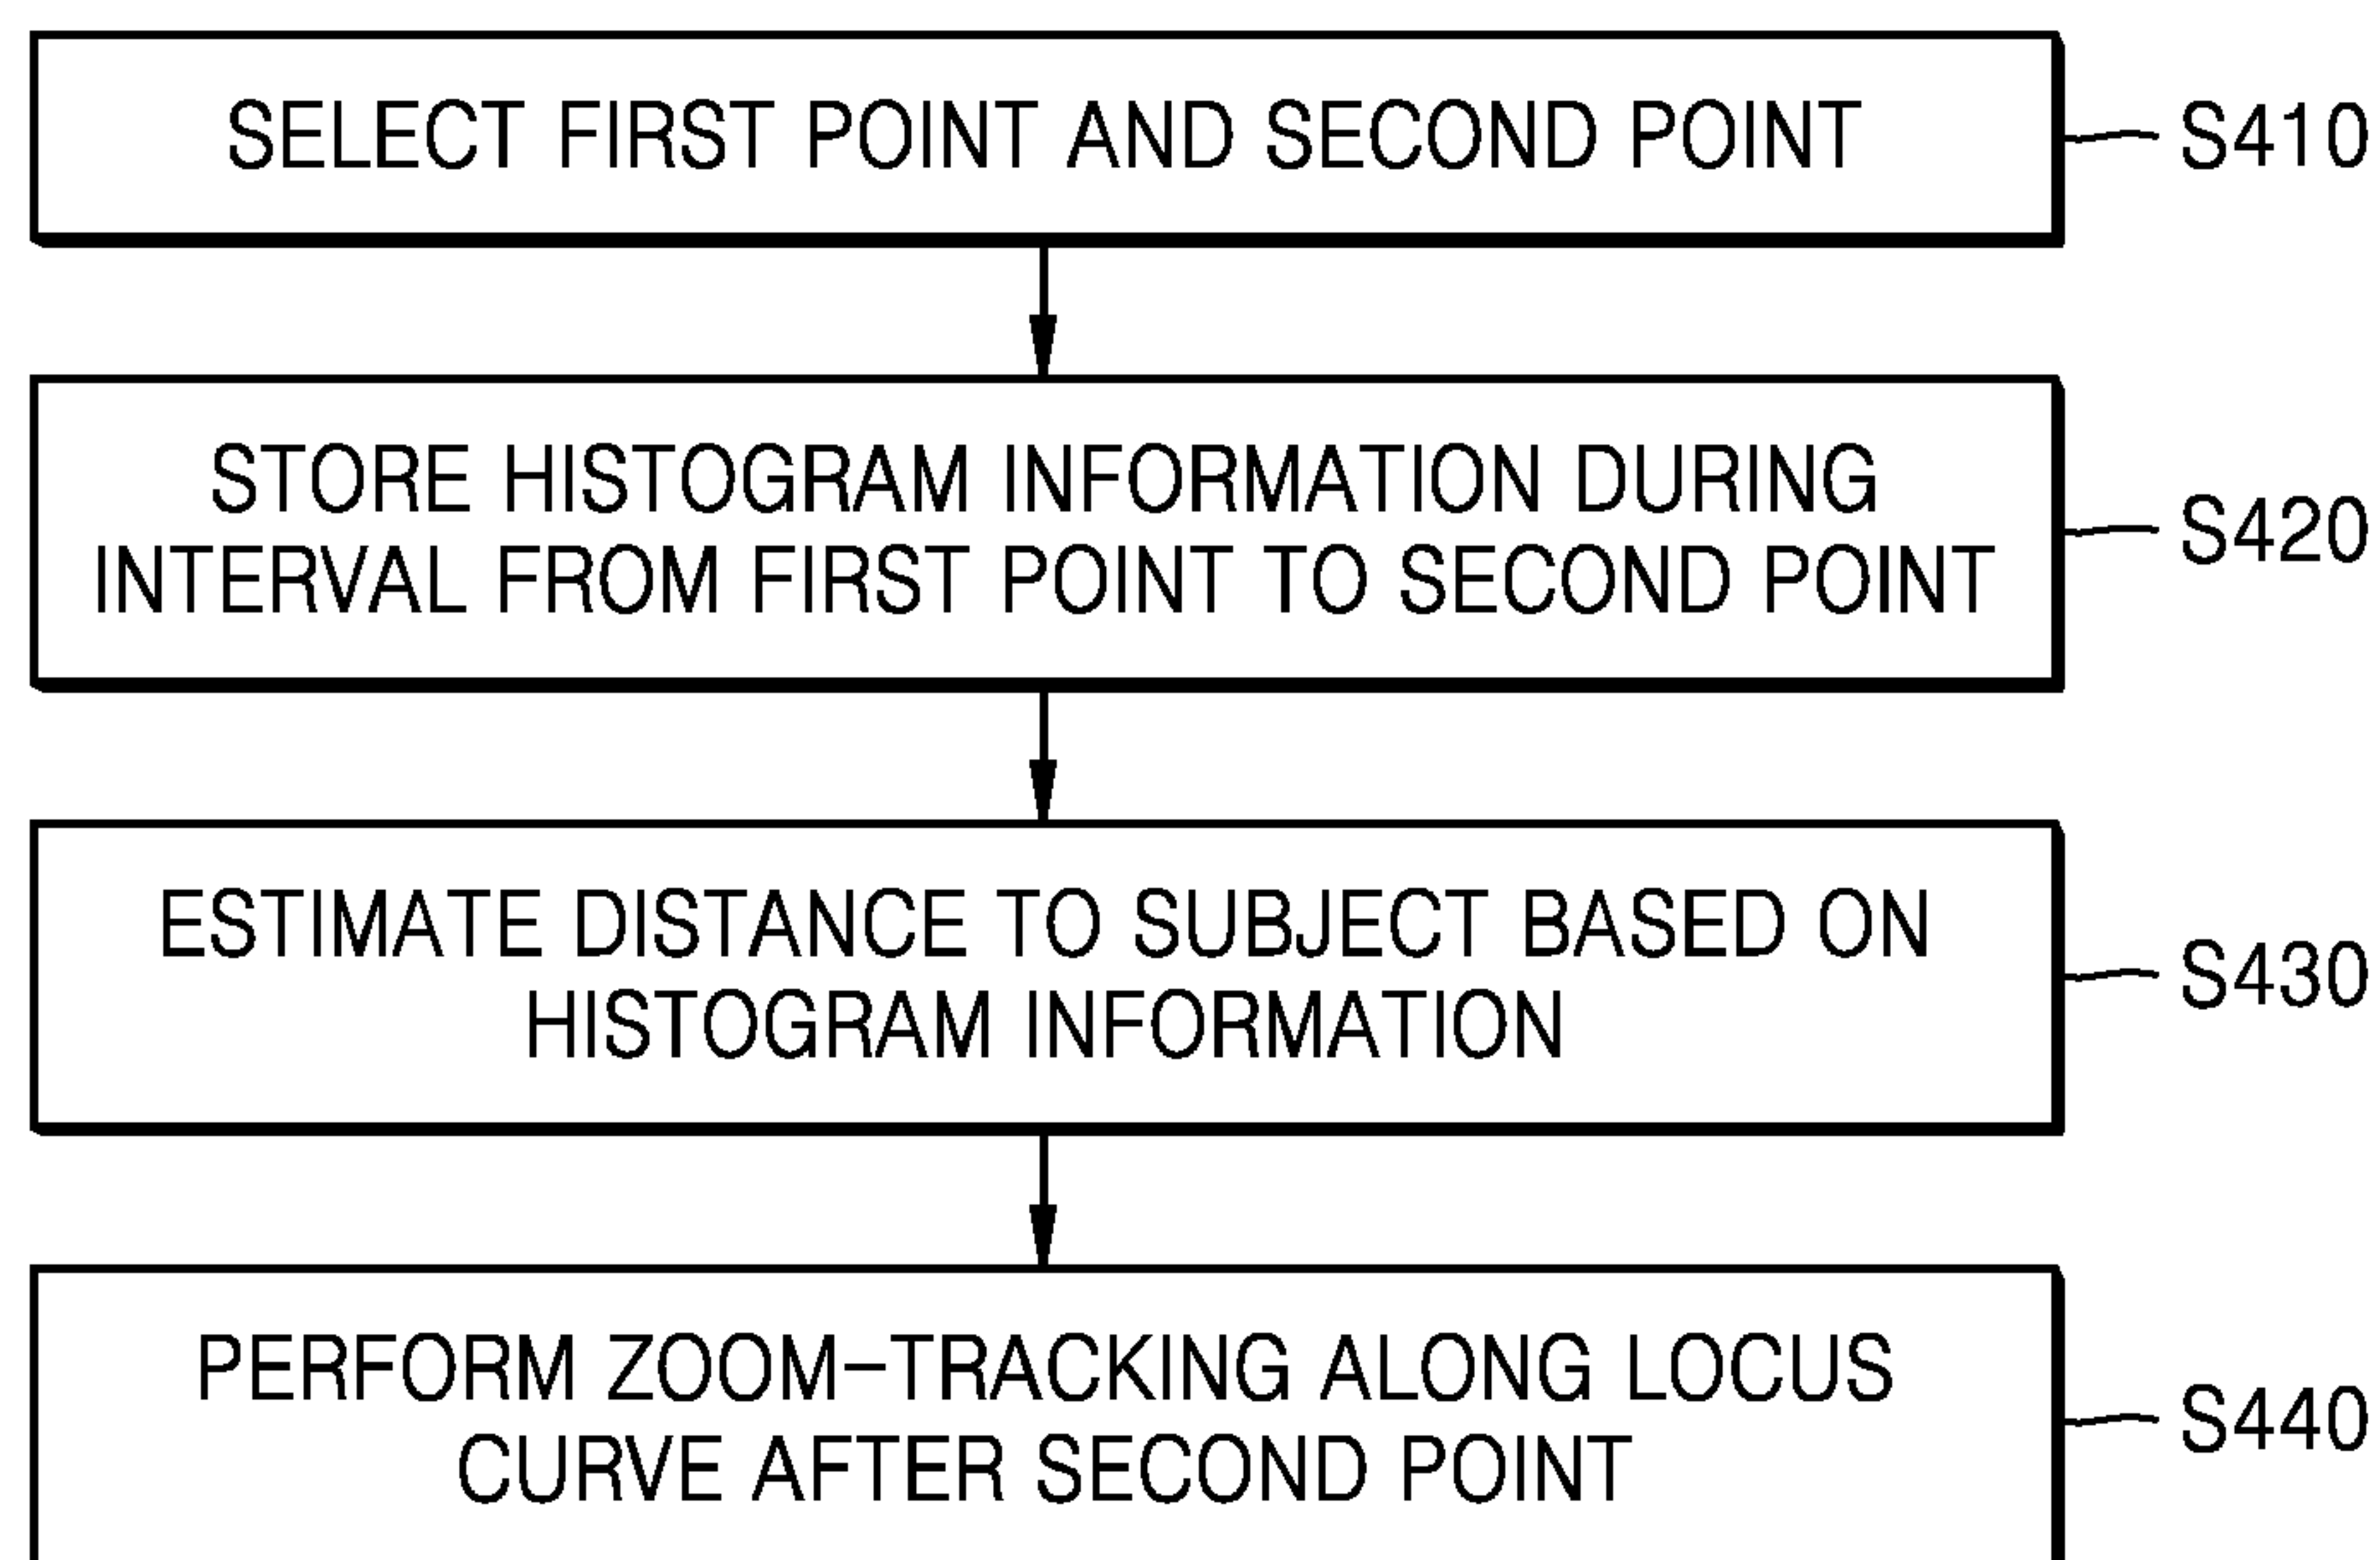 SELECT FIRST POINT AND SECOND POINT
S410
STORE HISTOGRAM INFORMATION DURING
INTERVAL FROM FIRST POINT TO SECOND POINT
S420
ESTIMATE DISTANCE TO SUBJECT BASED ON
HISTOGRAM INFORMATION
S430
PERFORM ZOOM-TRACKING ALONG LOCUS
CURVE AFTER SECOND POINT
S440